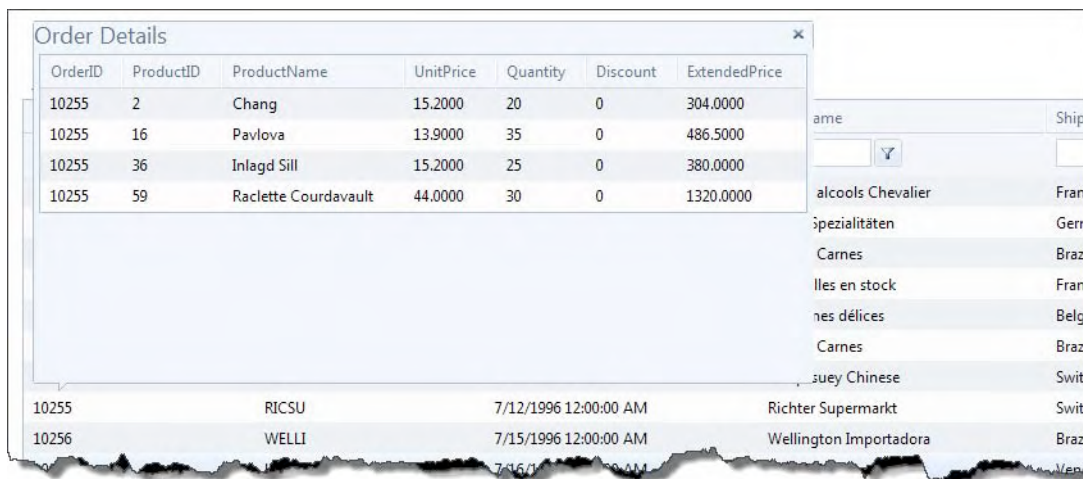 Order Details
OrderID ProductID ProductName UnitPrice Quantity Discount ExtendedPrice
10255 2 Chang 15.2000 20 0 304.0000
10255 16 Pavlova 13.9000 35 0 486.5000
10255 36 Inlagd Sill 15.2000 25 0 380.0000
10255 59 Raclette Courdavault 44.0000 30 0 1320.0000
ame Ship
alcools Chevalier Fran
Spezialitäten Gerr
Carnes Braz
lles en stock Fran
nes délices Belg
Carnes Braz
suey Chinese Swit
10255 RICSU 7/12/1996 12:00:00 AM Richter Supermarkt Swit
10256 WELLI 7/15/1996 12:00:00 AM Wellington Importadora Braz